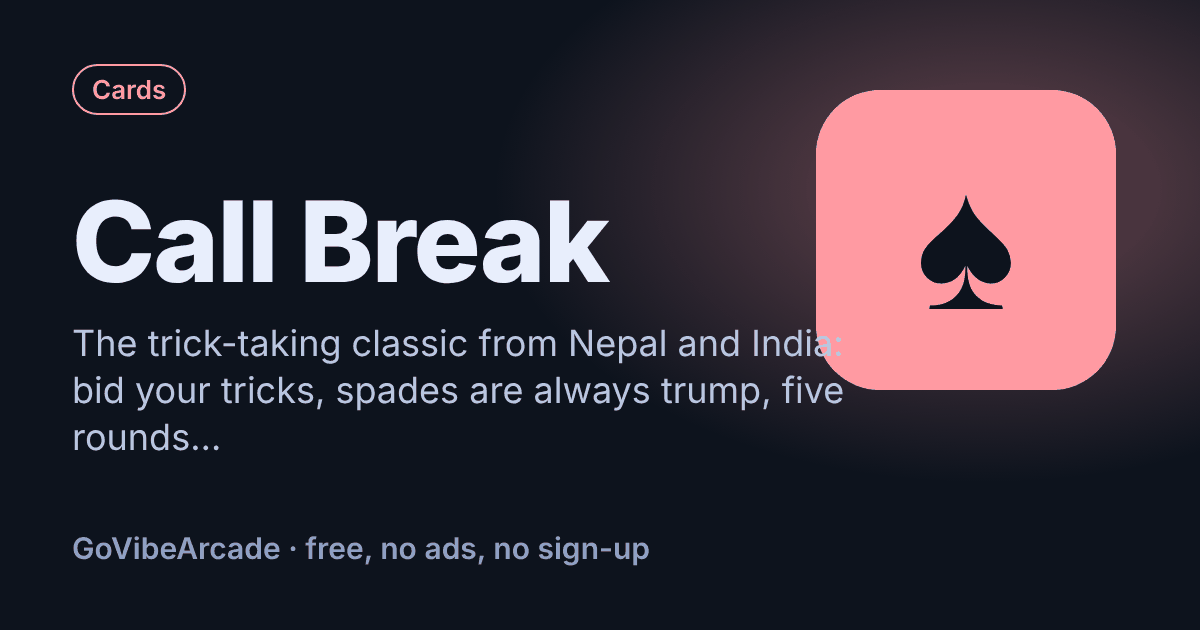 Cards
Call Break
The trick-taking classic from Nepal and India:
bid your tricks, spades are always trump, five
rounds...
GoVibeArcade · free, no ads, no sign-up